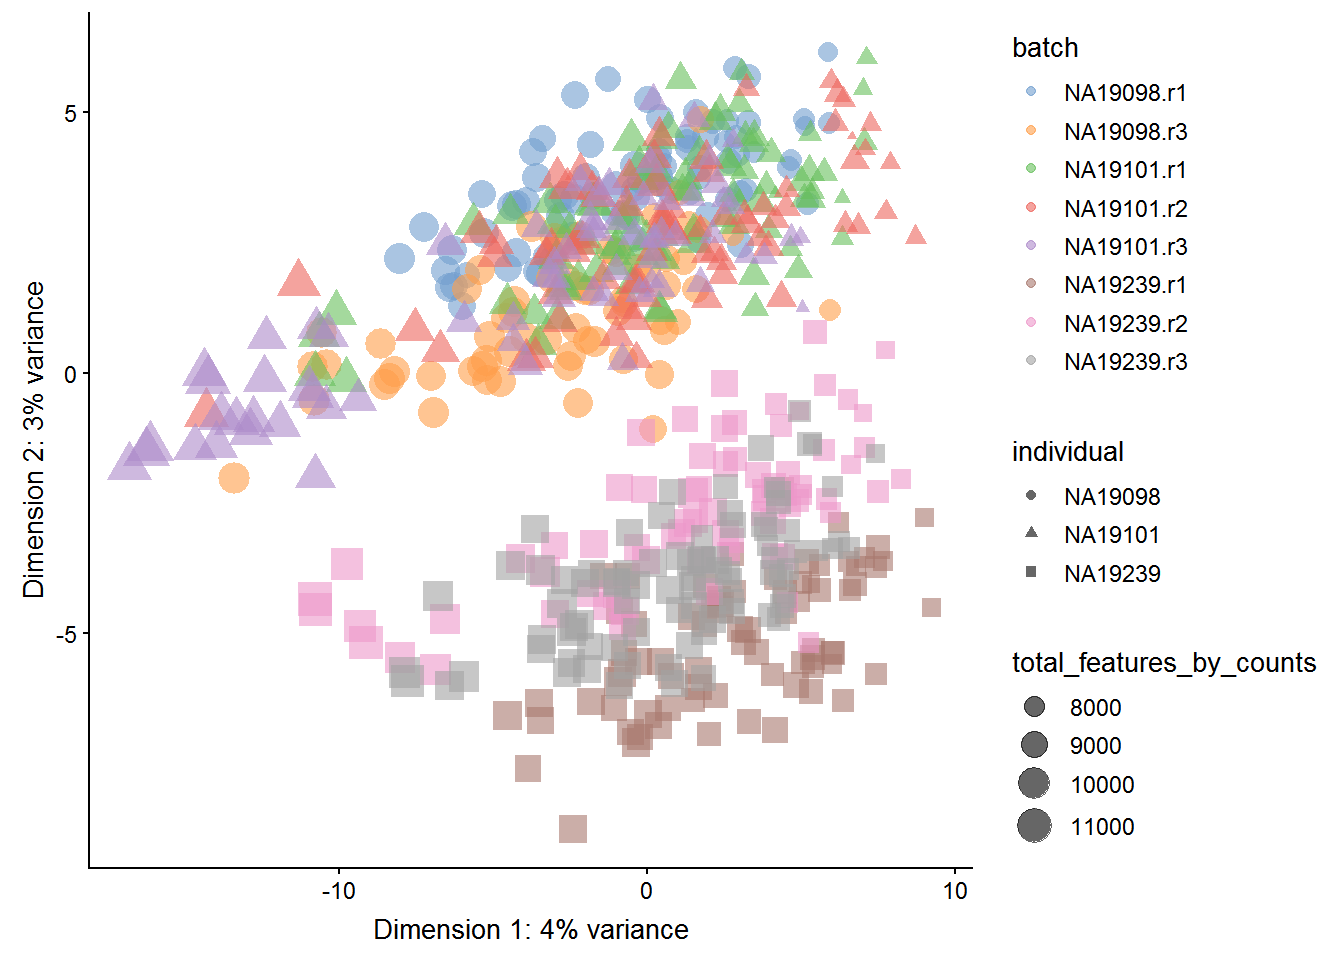 batch
NA19098.r1
NA19098.r3
NA19101.r1
NA19101.r2
NA19101.r3
NA19239.r1
NA19239.r2
NA19239.r3
individual
NA19098
NA19101
NA19239
total_features_by_counts
8000
9000
10000
11000
Dimension 2: 3% variance
5
0
-5
-10
0
10
Dimension 1: 4% variance